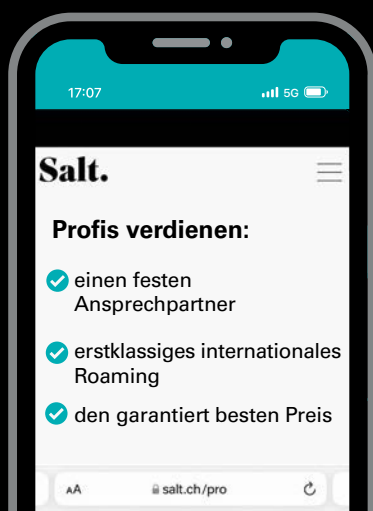 17:07 5G
Salt.
Profis verdienen:
einen festen
Ansprechpartner
erstklassiges internationales
Roaming
den garantiert besten Preis
AA salt.ch/pro